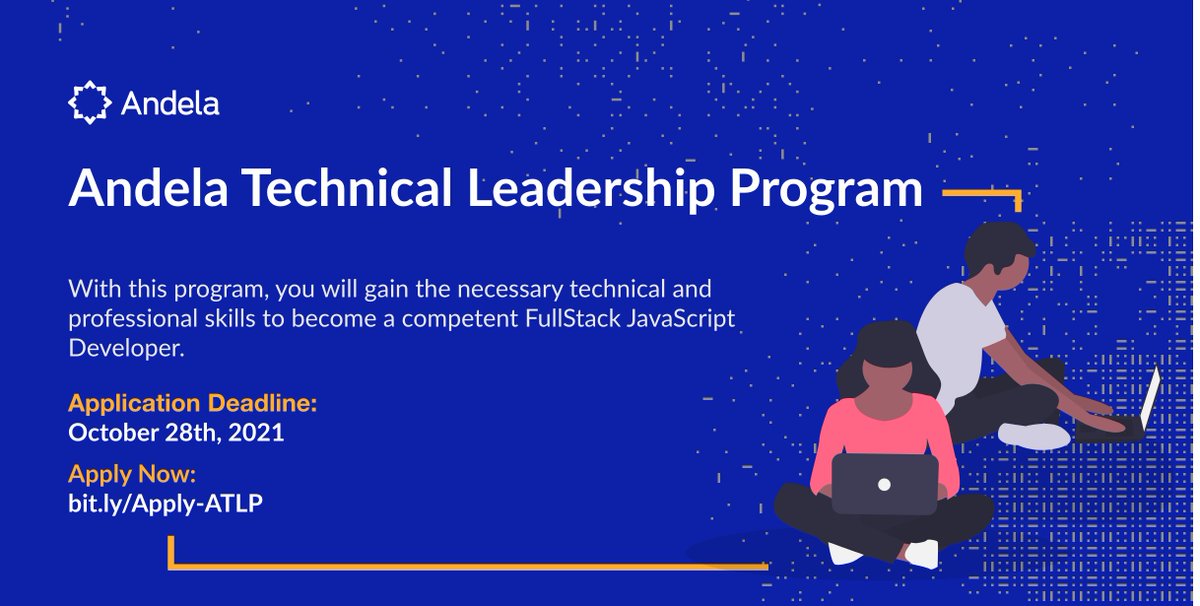 Andela
Andela Technical Leadership Program
With this program, you will gain the necessary technical and
professional skills to become a competent FullStack JavaScript
Developer.
Application Deadline:
October 28th, 2021
Apply Now:
bit.ly/Apply-ATLP